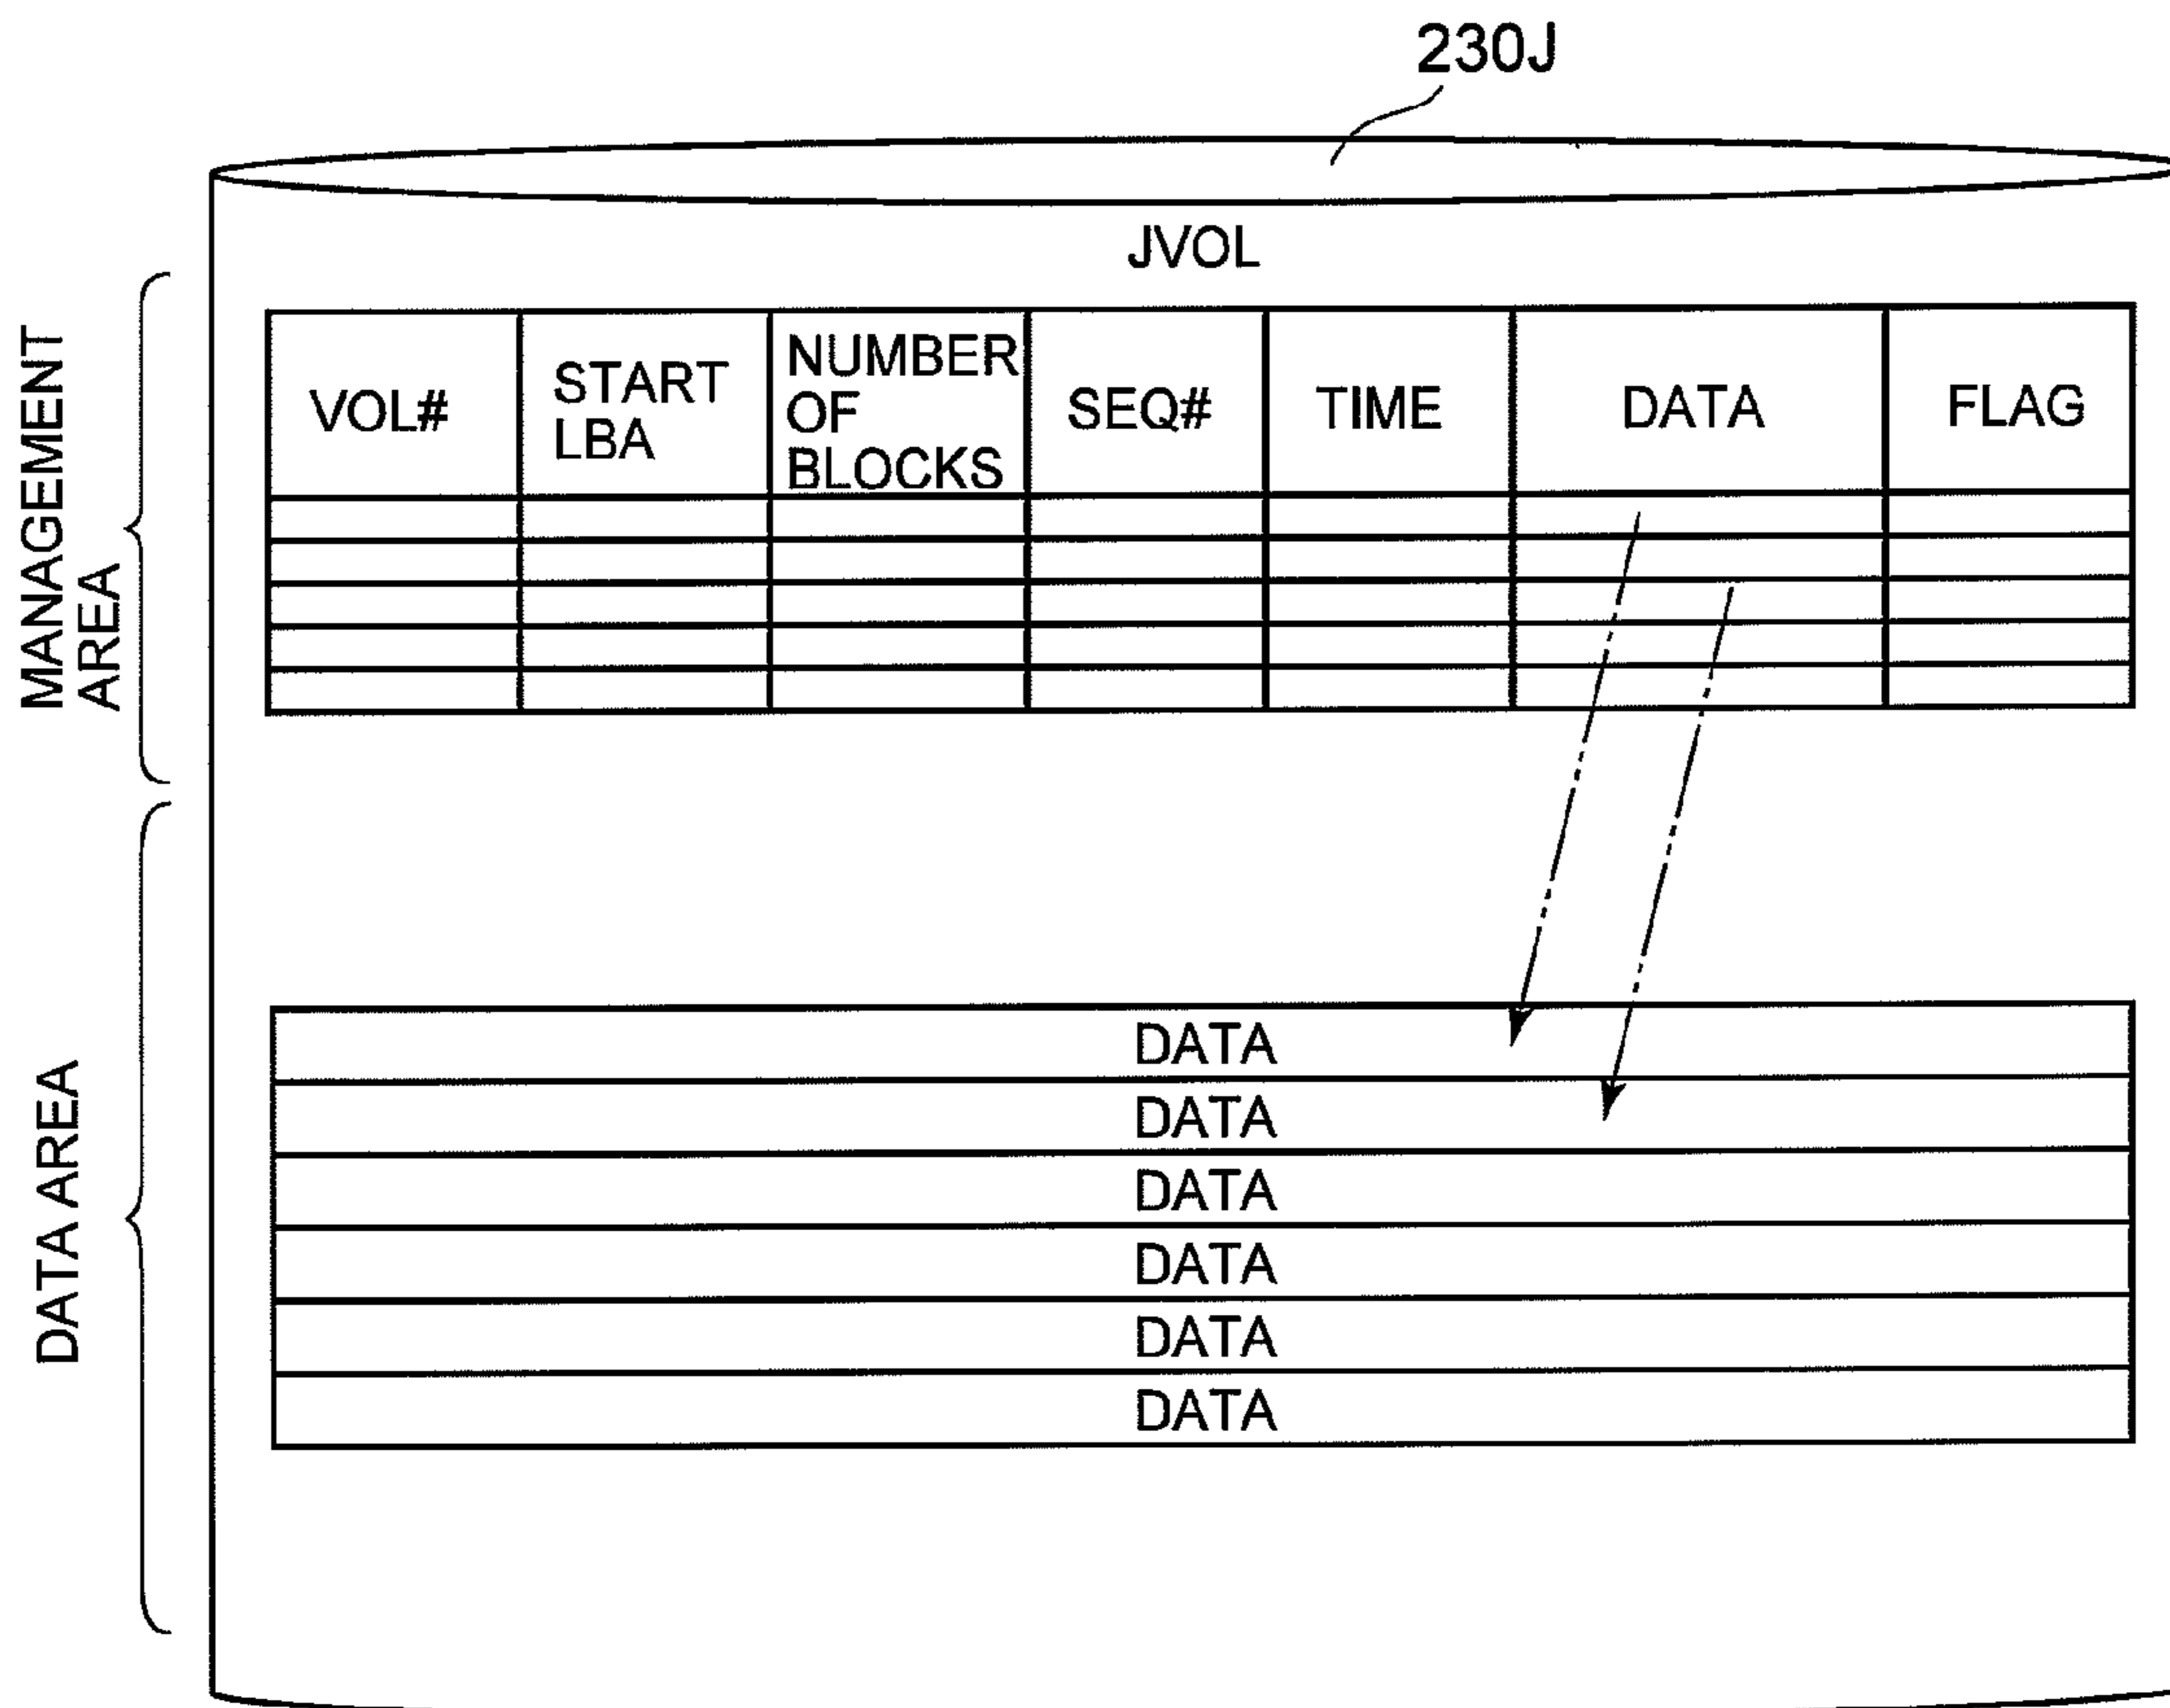 230J
JVOL
MANAGEMENT
AREA
VOL#
START
LBA
NUMBER
OF
BLOCKS
SEQ#
TIME
DATA
FLAG
DATA AREA
DATA
DATA
DATA
DATA
DATA
DATA